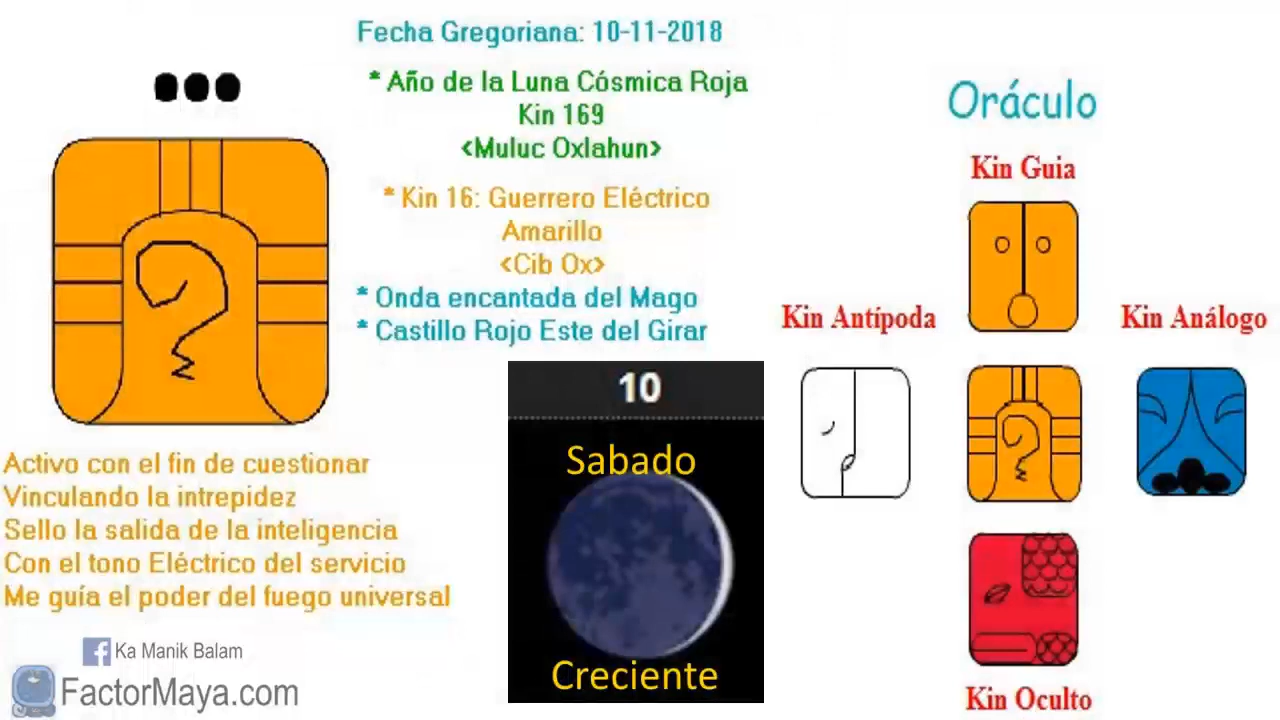 Fecha Gregoriana: 10-11-2018
* Año de la Luna Cósmica Roja
Kin 169
<Muluc Oxlahun>
* Kin 16: Guerrero Eléctrico
Amarillo
<Cib Ox>
* Onda encantada del Mago
* Castillo Rojo Este del Girar
Activo con el fin de cuestionar
Vinculando la intrepidez
Sello la salida de la inteligencia
Con el tono Eléctrico del servicio
Me guía el poder del fuego universal
Ka Manik Balam
FactorMaya.com
10
Sabado
Creciente
Oráculo
Kin Guia
Kin Antípoda
Kin Análogo
Kin Oculto